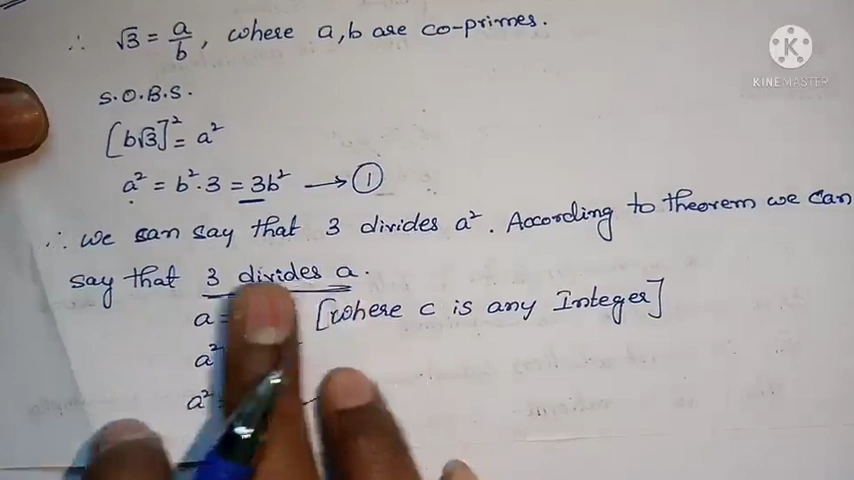 ∴ √3 = a/b, where a,b are co-primes.
S.O.B.S.
[b√3]² = a²
a² = b²·3 = 3b² → ①
∴ we can say that 3 divides a². According to theorem we can
say that 3 divides a.
a = [where c is any Integer]
a²
a² =
K
KINEMASTER